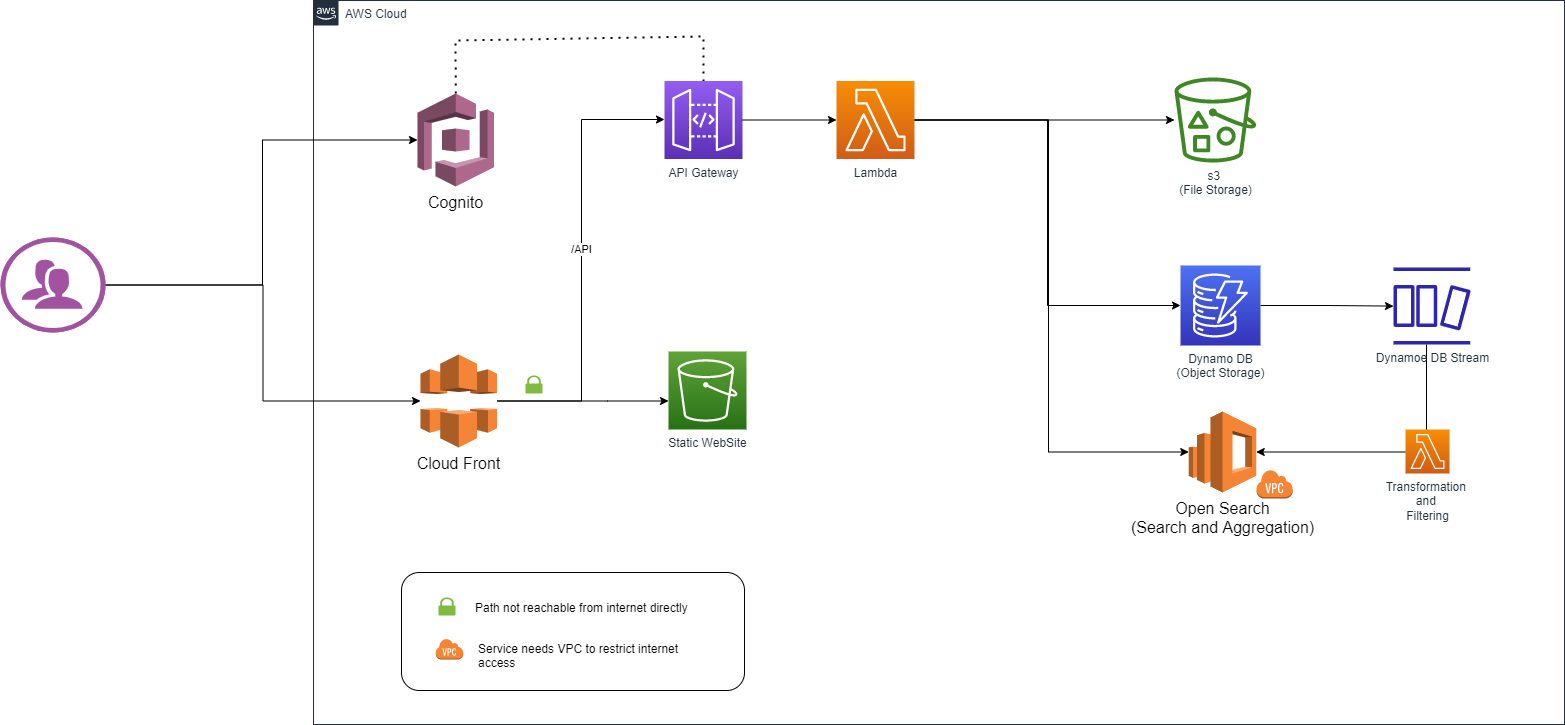 aws
AWS Cloud
Cognito
</>
API Gateway
Lambda
s3
(File Storage)
/API
Dynamo DB
(Object Storage)
Dynamoe DB Stream
Cloud Front
Static WebSite
VPC
Open Search
(Search and Aggregation)
Transformation
and
Filtering
Path not reachable from internet directly
VPC
Service needs VPC to restrict internet
access